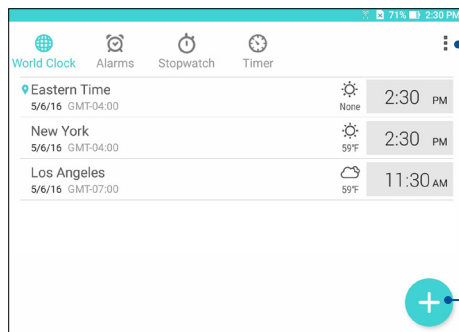 71% 2:30 PM
World Clock Alarms Stopwatch Timer
Eastern Time
5/6/16 GMT-04:00
None
2:30 PM
New York
5/6/16 GMT-04:00
59°F
2:30 PM
Los Angeles
5/6/16 GMT-07:00
59°F
11:30 AM